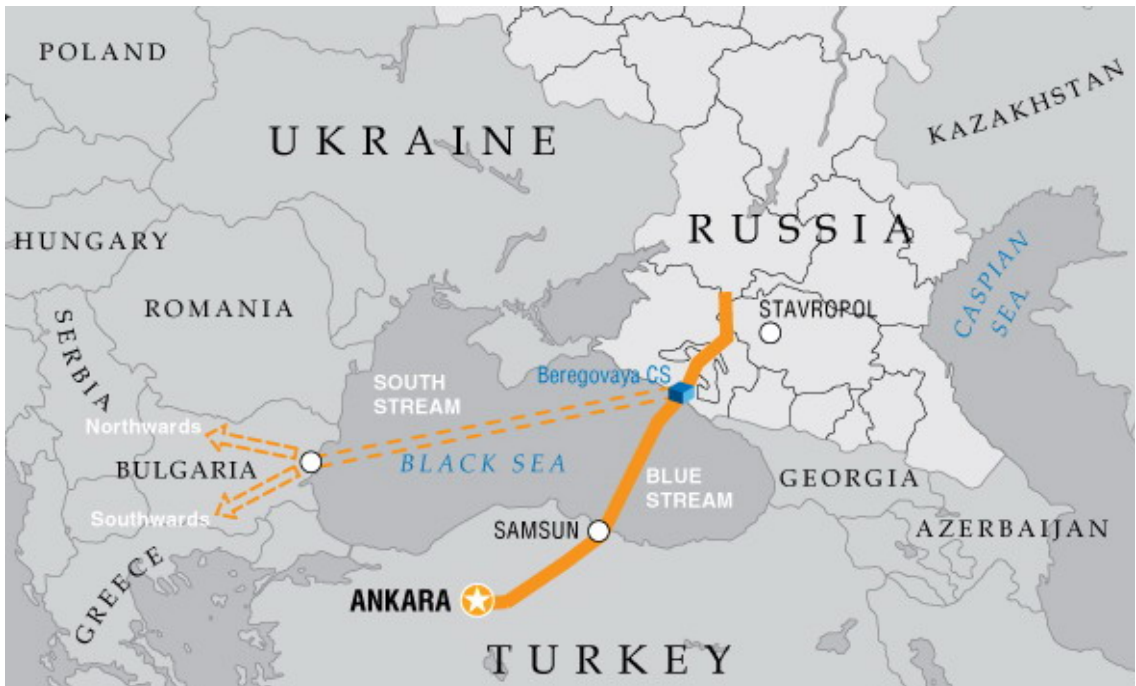 POLAND
UKRAINE
KAZAKHSTAN
RUSSIA
HUNGARY
CASPIAN
SEA
ROMANIA
STAVROPOL
SERBIA
Beregovaya CS
SOUTH
STREAM
Northwards
BLACK SEA
BULGARIA
BLUE
STREAM
GEORGIA
Southwards
SAMSUN
AZERBAIJAN
GREECE
ANKARA
TURKEY